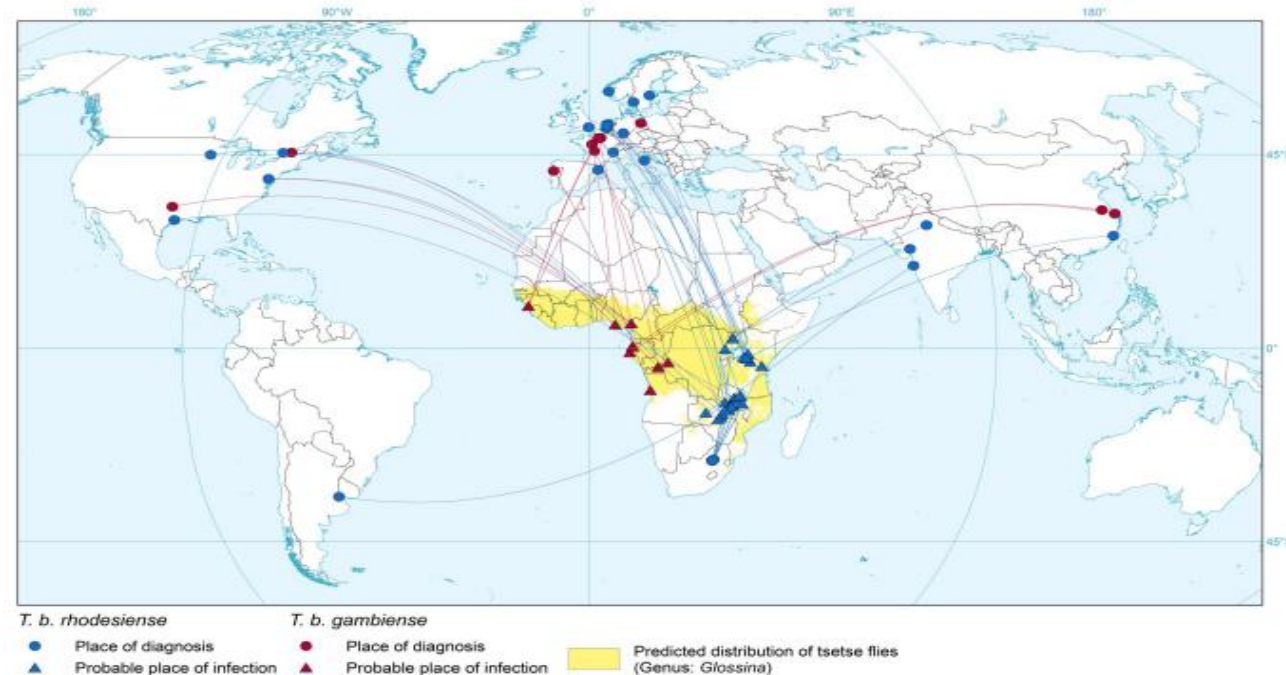 180° 90°W 0° 90°E 180°
45°
0°
45°S
T. b. rhodesiense
Place of diagnosis
Probable place of infection
T. b. gambiense
Place of diagnosis
Probable place of infection
Predicted distribution of tsetse flies
(Genus: Glossina)